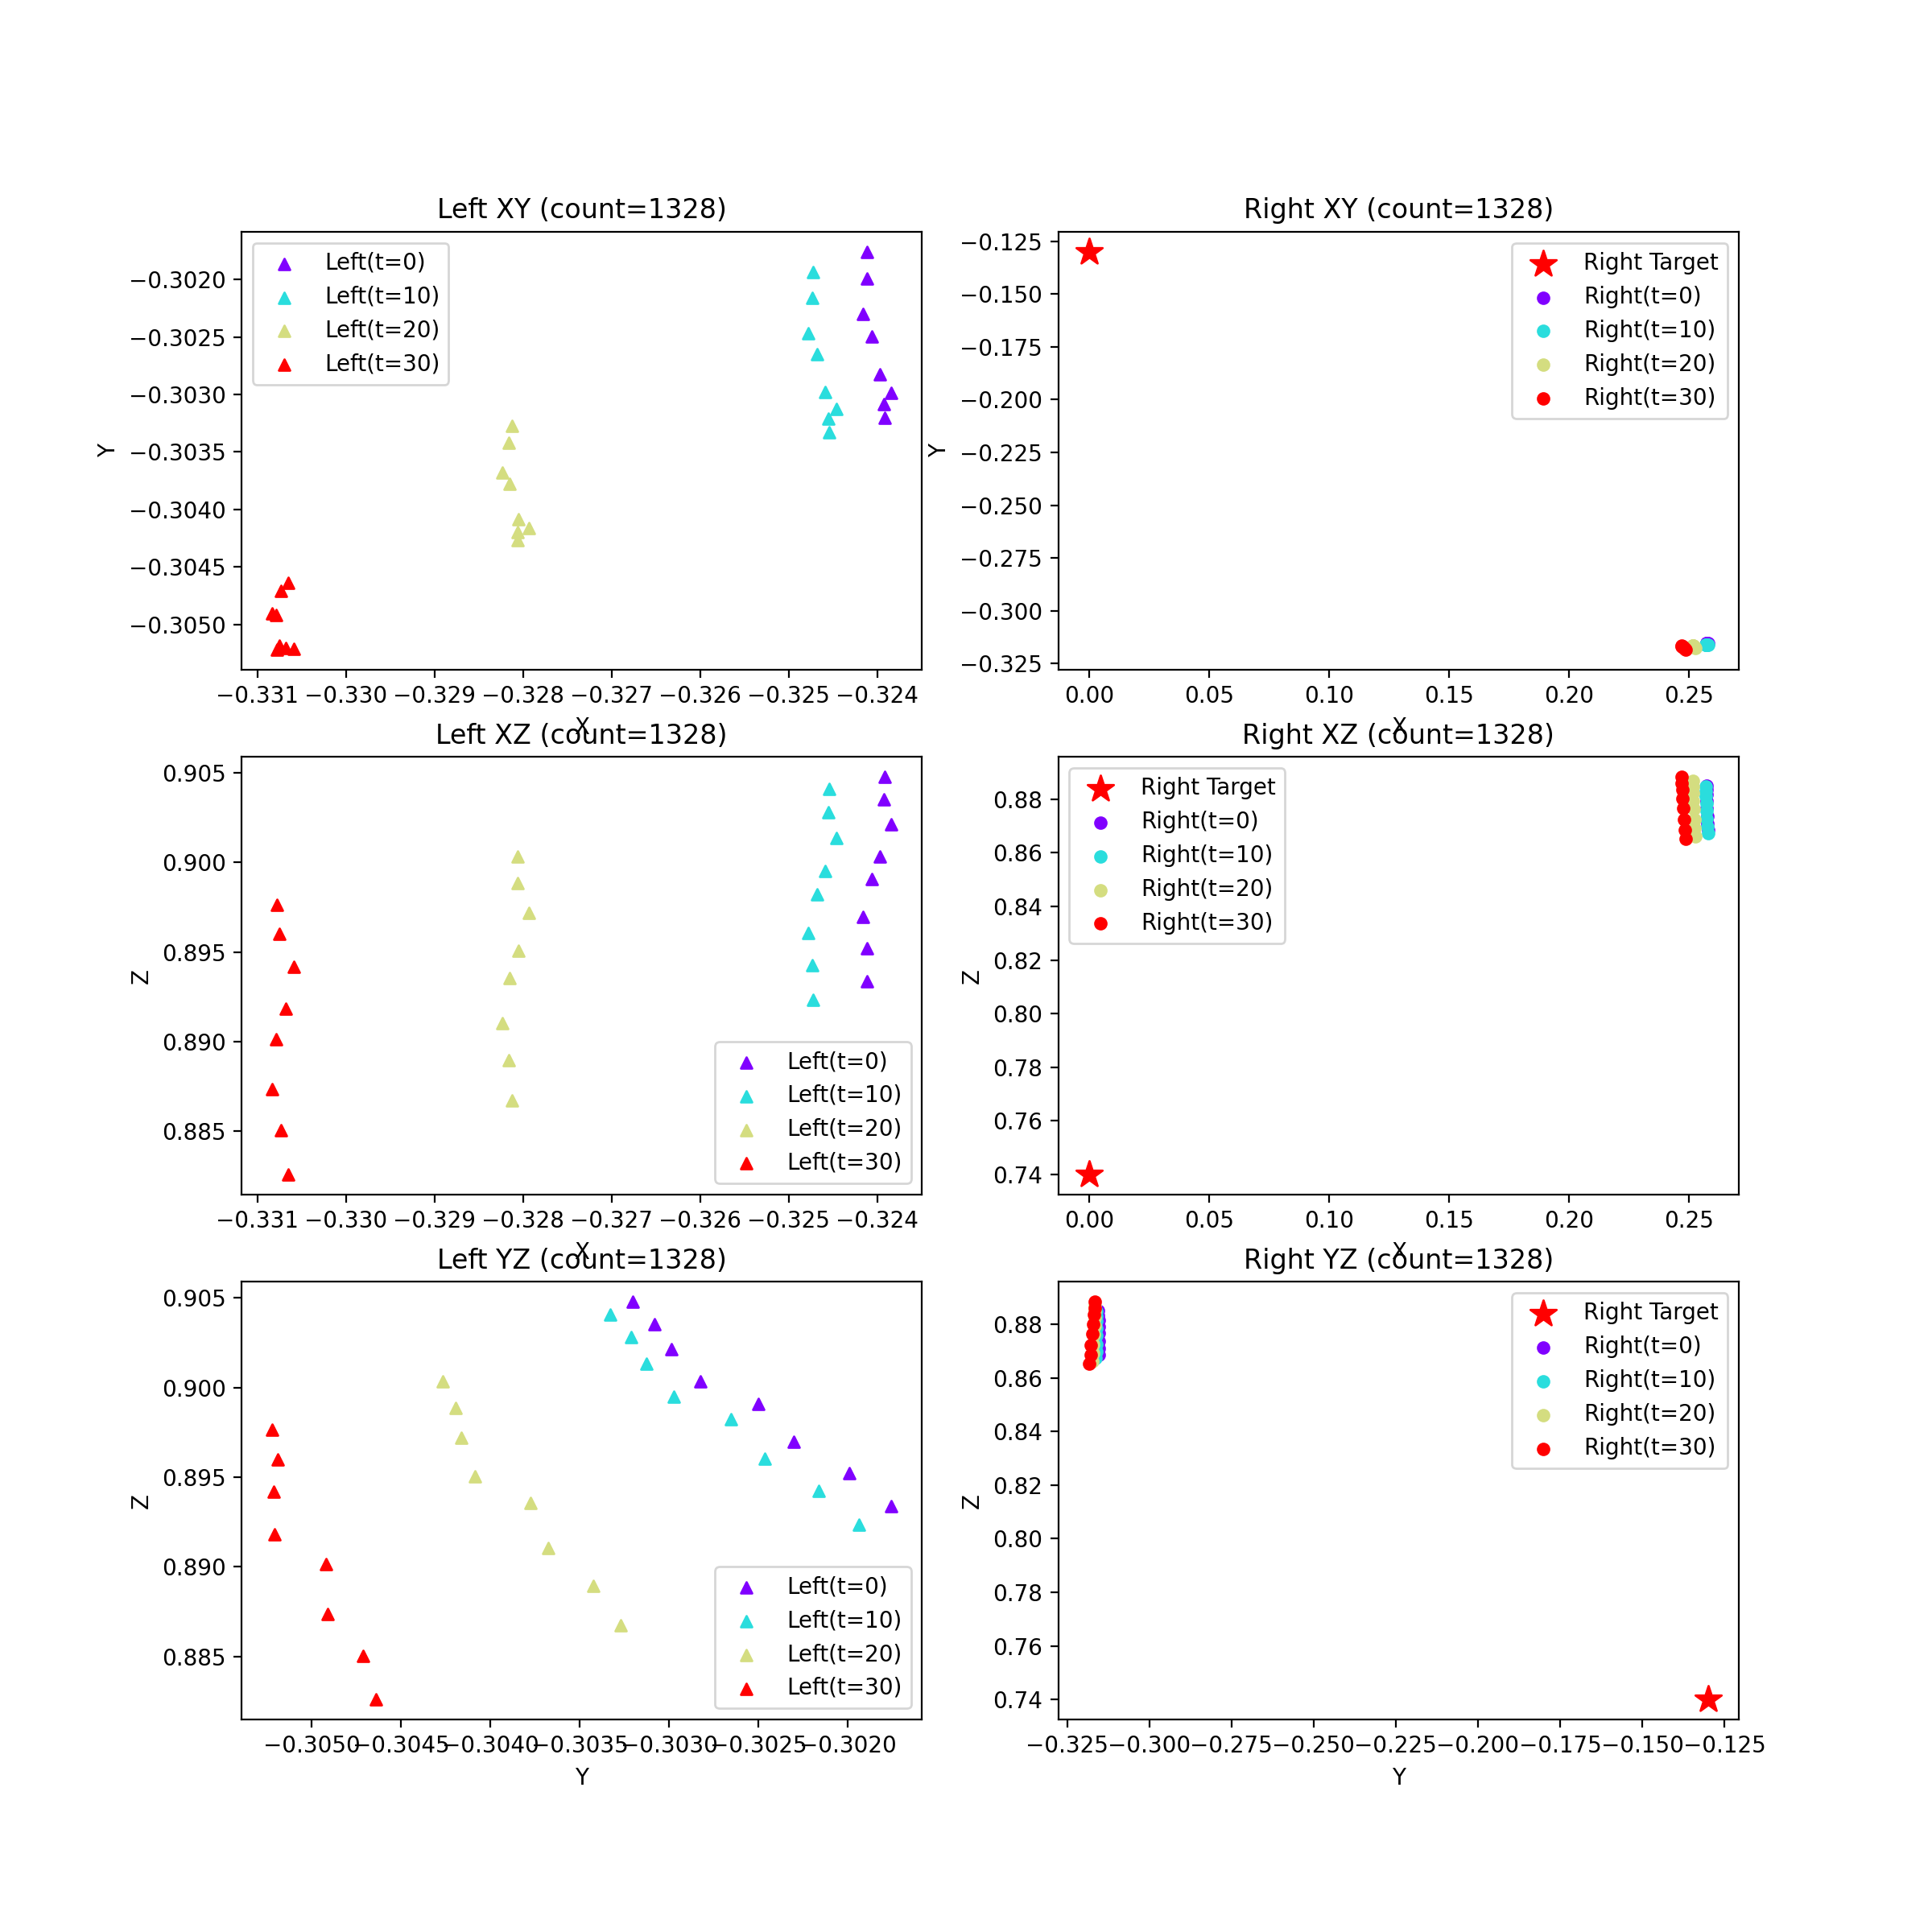 Left XY (count=1328)
Left(t=0)
Left(t=10)
Left(t=20)
Left(t=30)
Y
−0.3020
−0.3025
−0.3030
−0.3035
−0.3040
−0.3045
−0.3050
−0.331 −0.330 −0.329 −0.328 −0.327 −0.326 −0.325 −0.324
X
Right XY (count=1328)
Right Target
Right(t=0)
Right(t=10)
Right(t=20)
Right(t=30)
Y
−0.125
−0.150
−0.175
−0.200
−0.225
−0.250
−0.275
−0.300
−0.325
0.00 0.05 0.10 0.15 0.20 0.25
X
Left XZ (count=1328)
Left(t=0)
Left(t=10)
Left(t=20)
Left(t=30)
Z
0.905
0.900
0.895
0.890
0.885
−0.331 −0.330 −0.329 −0.328 −0.327 −0.326 −0.325 −0.324
X
Right XZ (count=1328)
Right Target
Right(t=0)
Right(t=10)
Right(t=20)
Right(t=30)
Z
0.88
0.86
0.84
0.82
0.80
0.78
0.76
0.74
0.00 0.05 0.10 0.15 0.20 0.25
X
Left YZ (count=1328)
Left(t=0)
Left(t=10)
Left(t=20)
Left(t=30)
Z
0.905
0.900
0.895
0.890
0.885
−0.3050 −0.3045 −0.3040 −0.3035 −0.3030 −0.3025 −0.3020
Y
Right YZ (count=1328)
Right Target
Right(t=0)
Right(t=10)
Right(t=20)
Right(t=30)
Z
0.88
0.86
0.84
0.82
0.80
0.78
0.76
0.74
−0.325 −0.300 −0.275 −0.250 −0.225 −0.200 −0.175 −0.150 −0.125
Y